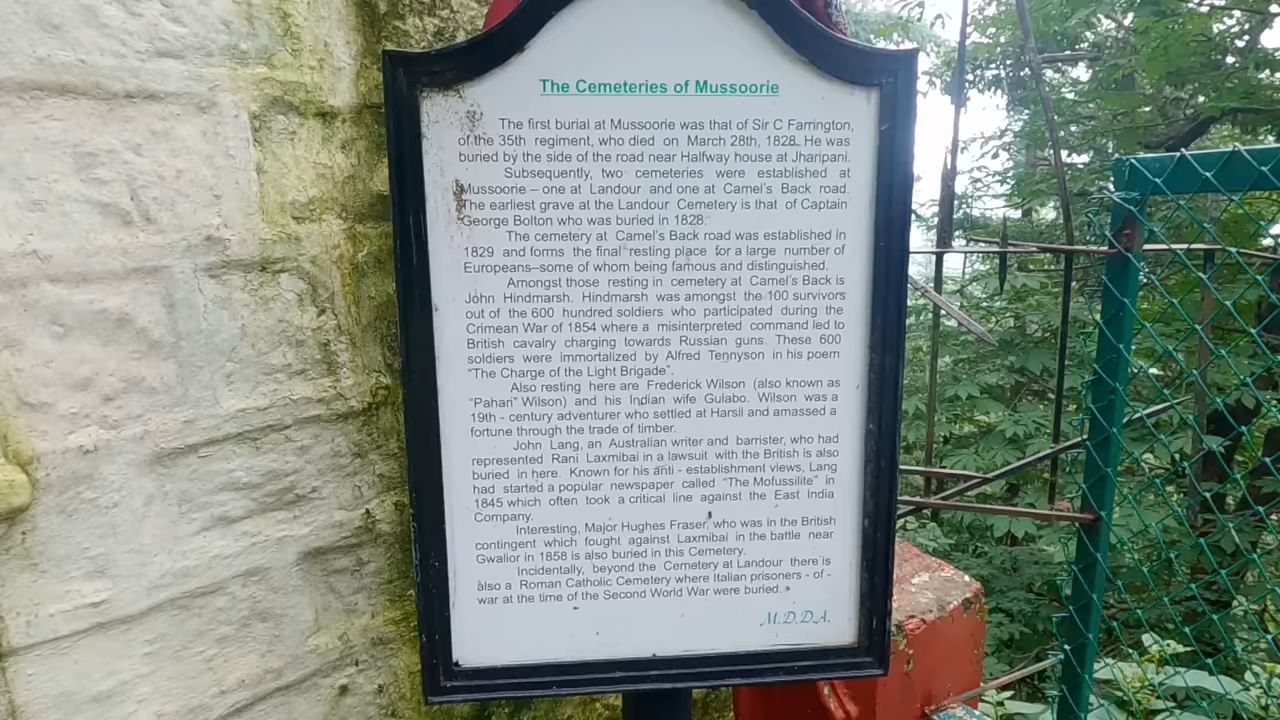 The Cemeteries of Mussoorie
The first burial at Mussoorie was that of Sir C Farrington,
of the 35th regiment, who died on March 28th, 1828. He was
buried by the side of the road near Halfway house at Jharipani.
Subsequently, two cemeteries were established at
Mussoorie – one at Landour and one at Camel's Back road.
The earliest grave at the Landour Cemetery is that of Captain
George Bolton who was buried in 1828.
The cemetery at Camel's Back road was established in
1829 and forms the final resting place for a large number of
Europeans–some of whom being famous and distinguished.
Amongst those resting in cemetery at Camel's Back is
John Hindmarsh. Hindmarsh was amongst the 100 survivors
out of the 600 hundred soldiers who participated during the
Crimean War of 1854 where a misinterpreted command led to
British cavalry charging towards Russian guns. These 600
soldiers were immortalized by Alfred Tennyson in his poem
"The Charge of the Light Brigade".
Also resting here are Frederick Wilson (also known as
"Pahari" Wilson) and his Indian wife Gulabo. Wilson was a
19th - century adventurer who settled at Harsil and amassed a
fortune through the trade of timber.
John Lang, an Australian writer and barrister, who had
represented Rani Laxmibai in a lawsuit with the British is also
buried in here. Known for his anti - establishment views, Lang
had started a popular newspaper called "The Mofussilite" in
1845 which often took a critical line against the East India
Company.
Interesting, Major Hughes Fraser, who was in the British
contingent which fought against Laxmibai in the battle near
Gwalior in 1858 is also buried in this Cemetery.
Incidentally, beyond the Cemetery at Landour there is
also a Roman Catholic Cemetery where Italian prisoners - of -
war at the time of the Second World War were buried.
M.D.D.A.